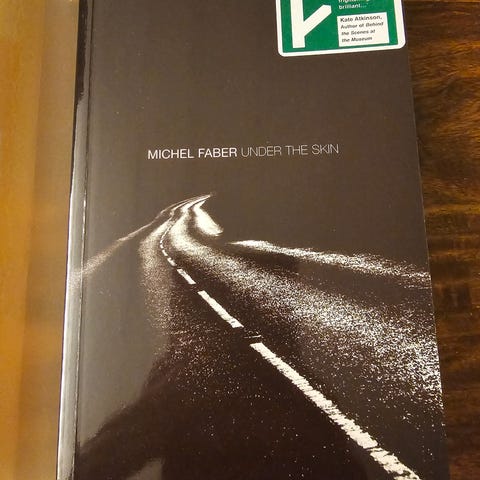 brilliant...
Kate Atkinson,
Author of Behind
the Scenes at
the Museum
MICHEL FABER UNDER THE SKIN